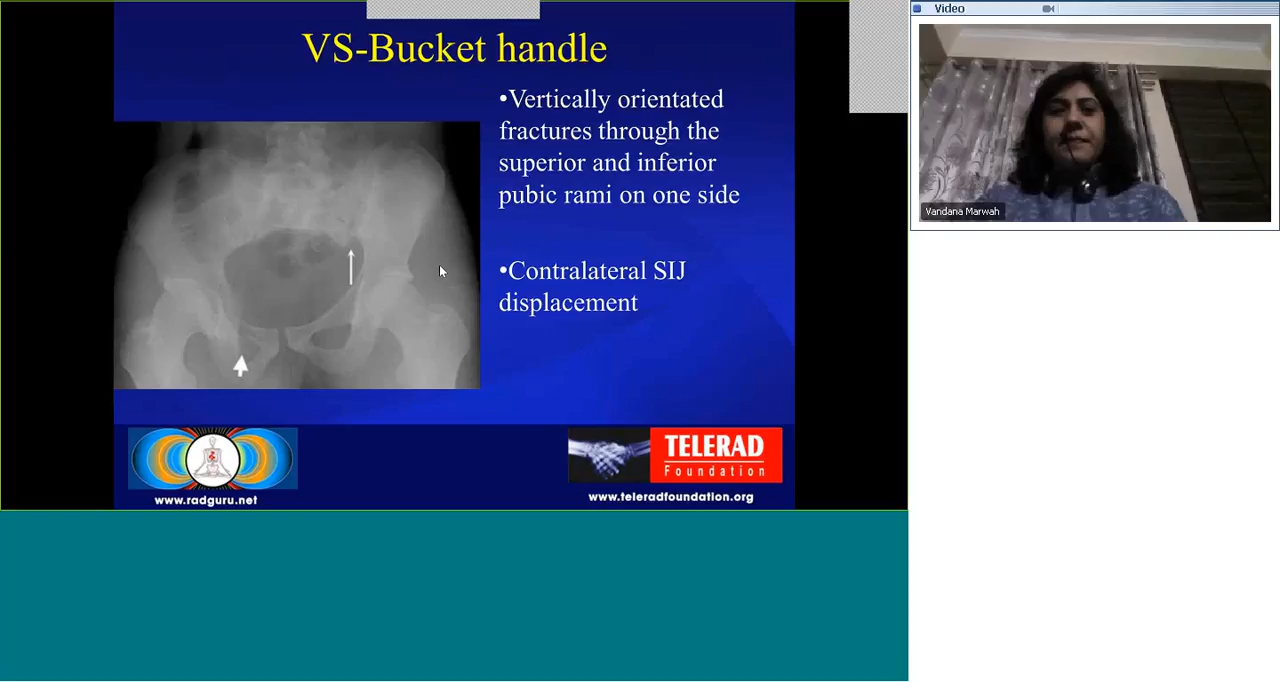 VS-Bucket handle
•Vertically orientated
fractures through the
superior and inferior
pubic rami on one side
•Contralateral SIJ
displacement
www.radguru.net
TELERAD
Foundation
www.teleradfoundation.org
Video
Vandana Marwah